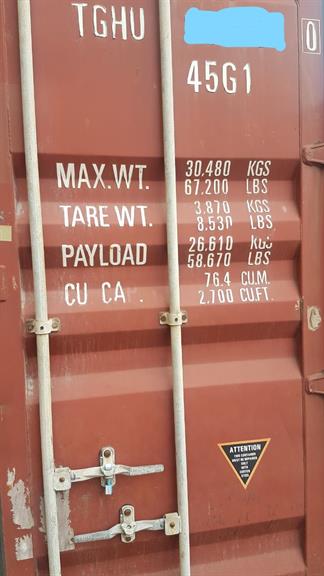 TGHU 0
45G1
MAX.WT. 30.480 KGS
67.200 LBS
TARE WT. 3.870 KGS
8.530 LBS
PAYLOAD 26.610 KGS
58.670 LBS
CU CA. 76.4 CU.M.
2.700 CU.FT.
ATTENTION